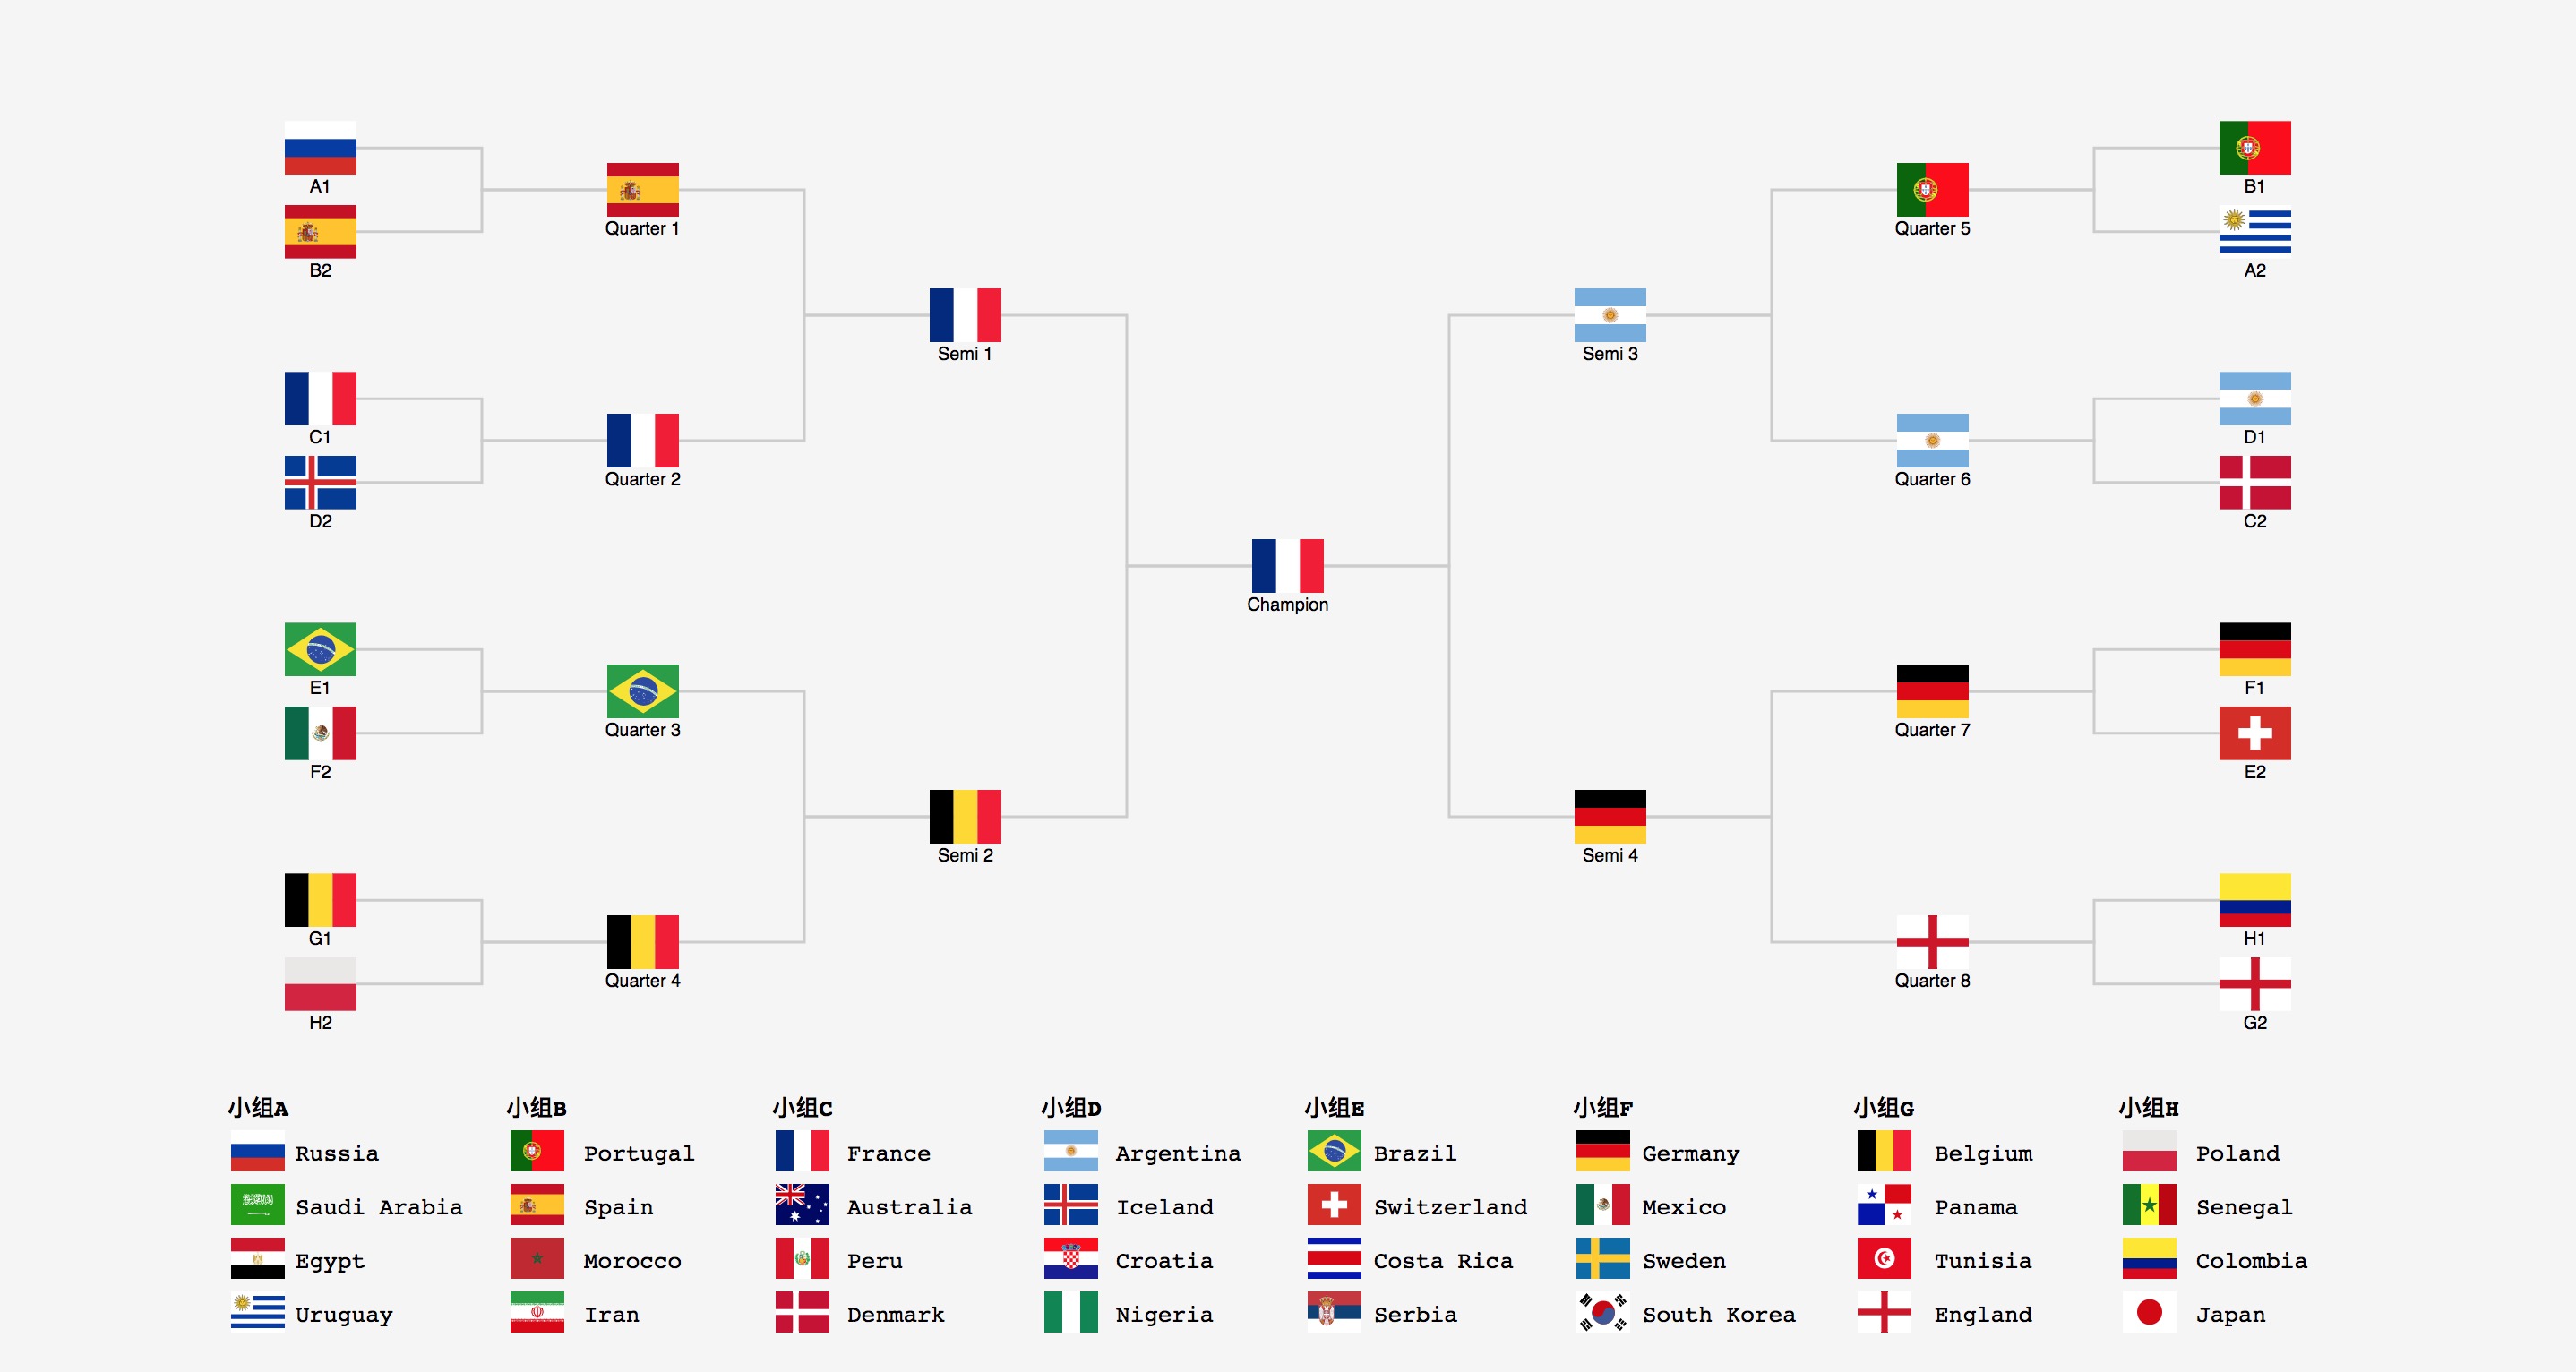 A1
B2
Quarter 1
C1
D2
Quarter 2
Semi 1
E1
F2
Quarter 3
G1
H2
Quarter 4
Semi 2
Champion
Semi 3
Quarter 5
B1
A2
Quarter 6
D1
C2
Semi 4
Quarter 7
F1
E2
Quarter 8
H1
G2
小组A
Russia
Saudi Arabia
Egypt
Uruguay
小组B
Portugal
Spain
Morocco
Iran
小组C
France
Australia
Peru
Denmark
小组D
Argentina
Iceland
Croatia
Nigeria
小组E
Brazil
Switzerland
Costa Rica
Serbia
小组F
Germany
Mexico
Sweden
South Korea
小组G
Belgium
Panama
Tunisia
England
小组H
Poland
Senegal
Colombia
Japan